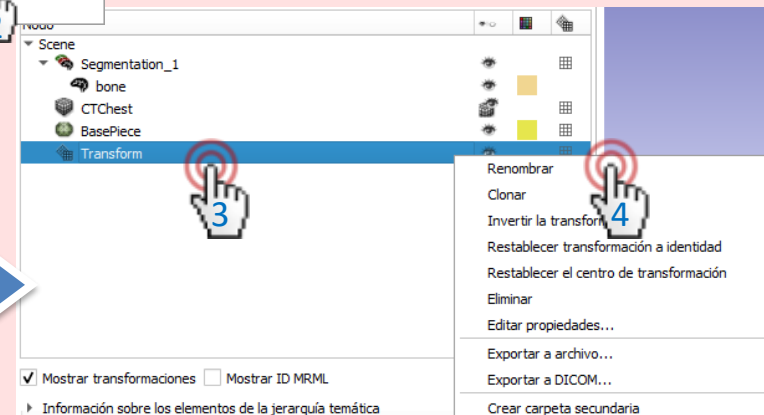 Nodo
Scene
Segmentation_1
bone
CTChest
BasePiece
Transform
3
Renombrar
Clonar
4
Invertir la
Restablecer transformación a identidad
Restablecer el centro de transformación
Eliminar
Editar propiedades...
Exportar a archivo...
Exportar a DICOM...
Crear carpeta secundaria
Mostrar transformaciones Mostrar ID MRML
Información sobre los elementos de la jerarquía temática